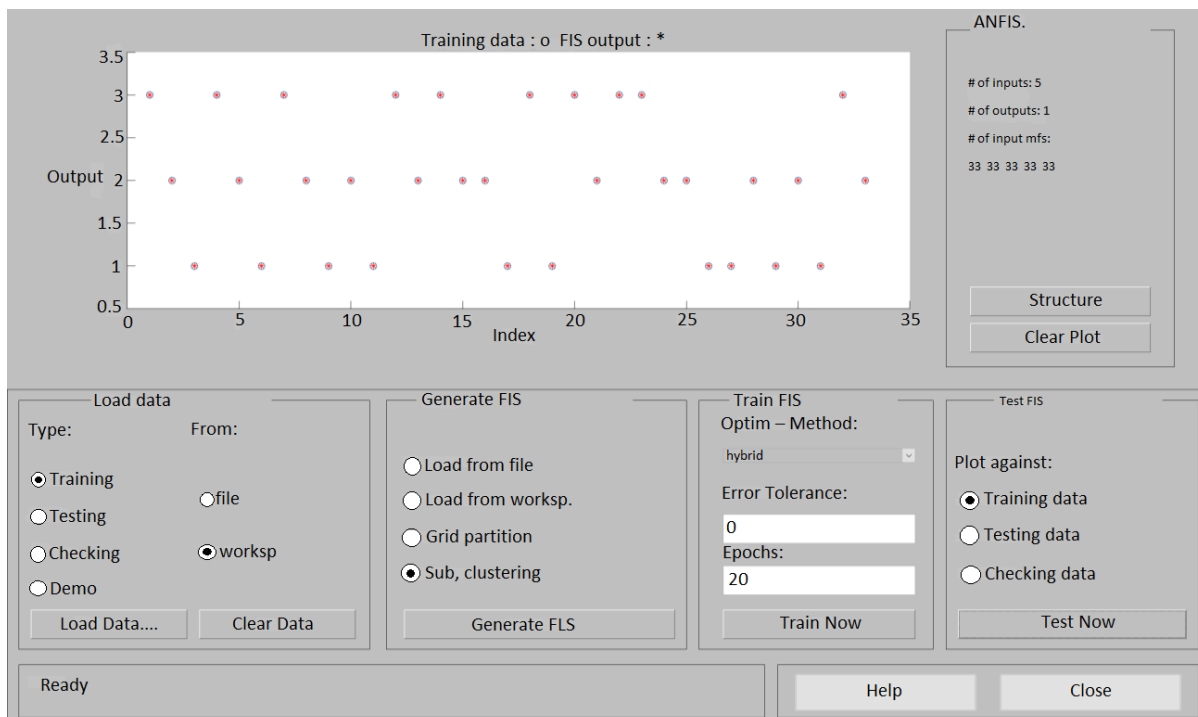 Training data : o FIS output : *
3.5
3
2.5
2
1.5
1
0.5
Output
0 5 10 15 20 25 30 35
Index
ANFIS.
# of inputs: 5
# of outputs: 1
# of input mfs:
33 33 33 33 33
Structure
Clear Plot
Load data
Type: From:
Training
file
Testing
Checking
worksp
Demo
Load Data.... Clear Data
Generate FIS
Load from file
Load from worksp.
Grid partition
Sub, clustering
Generate FLS
Train FIS
Optim – Method:
hybrid
Error Tolerance:
0
Epochs:
20
Train Now
Test FIS
Plot against:
Training data
Testing data
Checking data
Test Now
Ready
Help Close